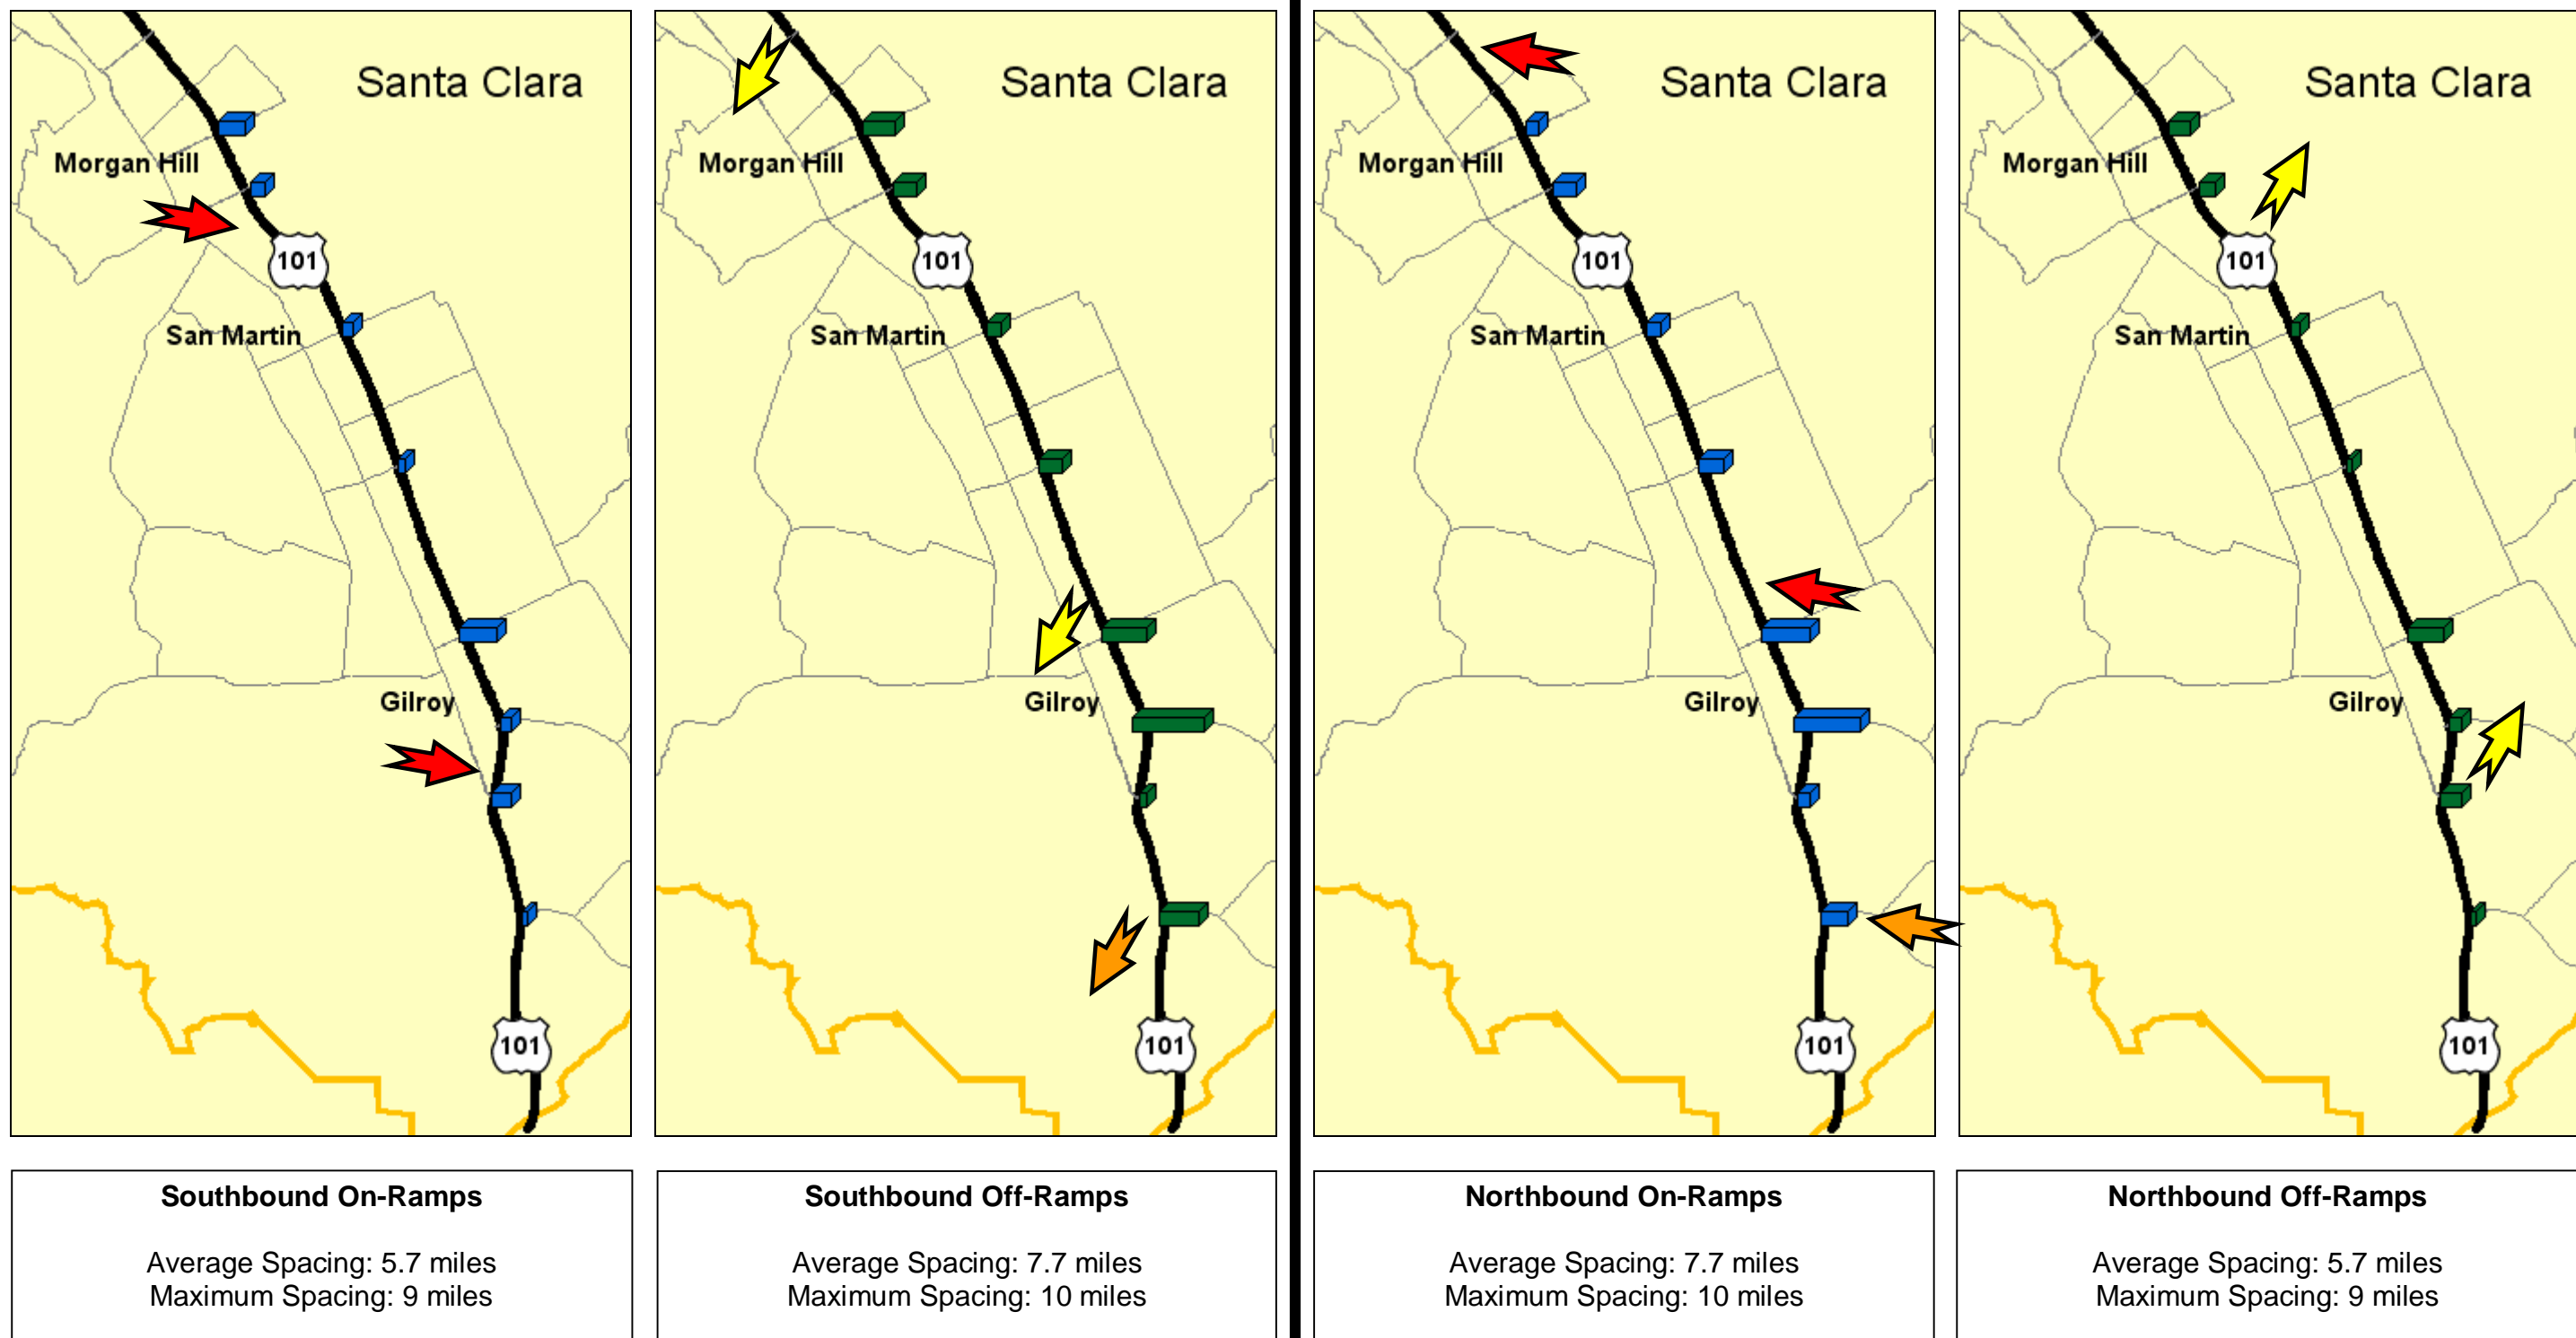 Santa Clara
Morgan Hill
101
San Martin
Gilroy
101
Southbound On-Ramps
Average Spacing: 5.7 miles
Maximum Spacing: 9 miles
Santa Clara
Morgan Hill
101
San Martin
Gilroy
101
Southbound Off-Ramps
Average Spacing: 7.7 miles
Maximum Spacing: 10 miles
Santa Clara
Morgan Hill
101
San Martin
Gilroy
101
Northbound On-Ramps
Average Spacing: 7.7 miles
Maximum Spacing: 10 miles
Santa Clara
Morgan Hill
101
San Martin
Gilroy
101
Northbound Off-Ramps
Average Spacing: 5.7 miles
Maximum Spacing: 9 miles